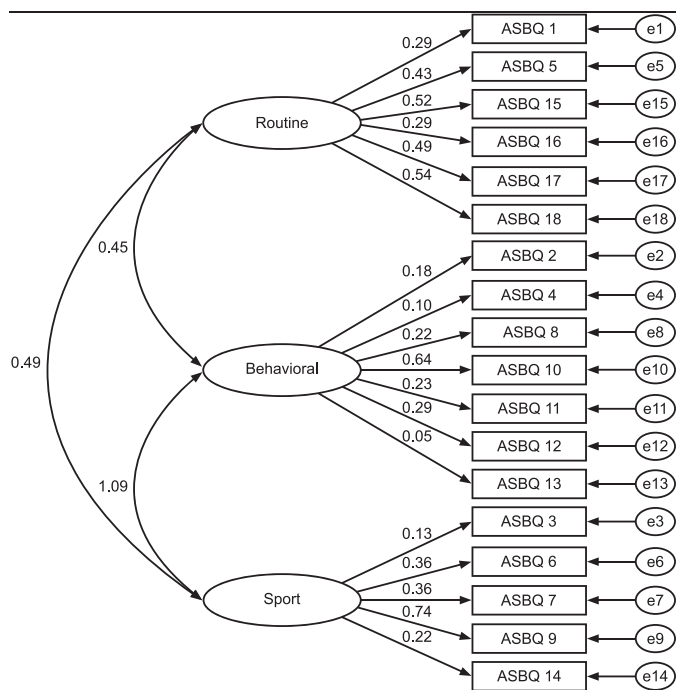 ASBQ 1 e1
0.29
ASBQ 5 e5
0.43
ASBQ 15 e15
0.52
Routine
0.29 ASBQ 16 e16
0.49
ASBQ 17 e17
0.54
ASBQ 18 e18
0.45
ASBQ 2 e2
0.18
ASBQ 4 e4
0.10
ASBQ 8 e8
0.22
0.49
Behavioral
0.64
ASBQ 10 e10
0.23
ASBQ 11 e11
0.29
ASBQ 12 e12
0.05
ASBQ 13 e13
1.09
ASBQ 3 e3
0.13
ASBQ 6 e6
0.36
0.36
Sport
ASBQ 7 e7
0.74
ASBQ 9 e9
0.22
ASBQ 14 e14